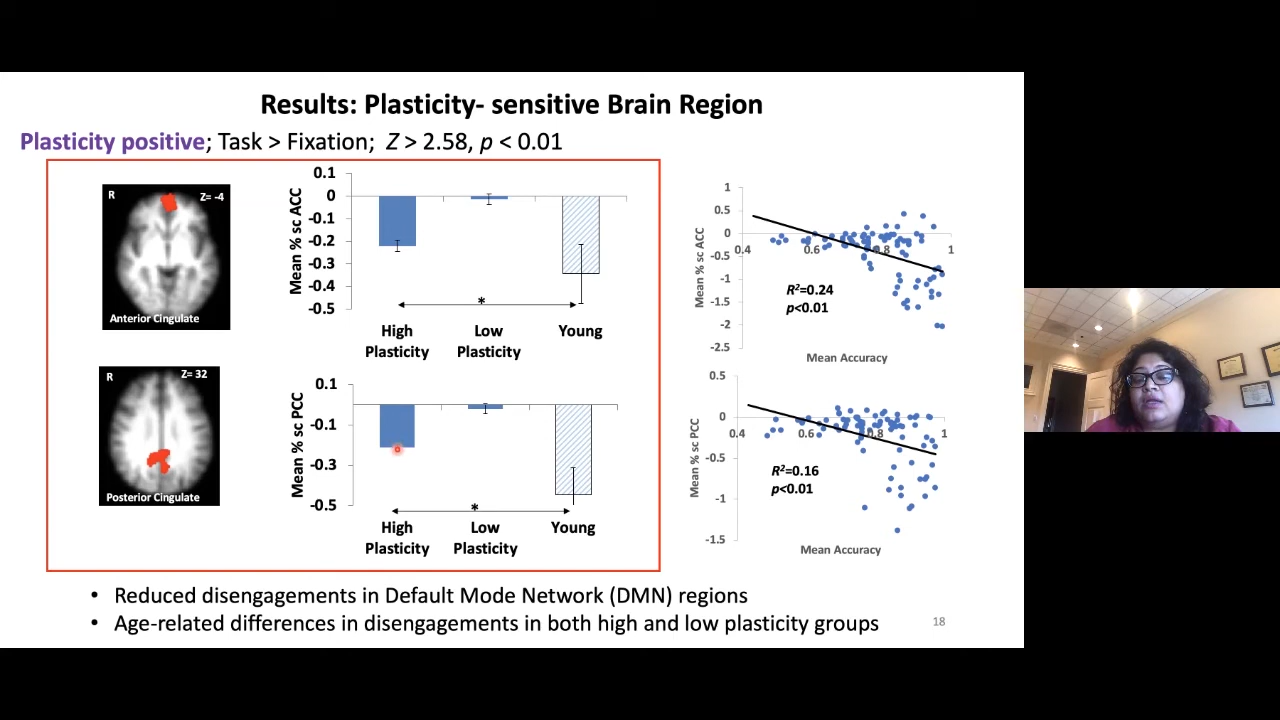 Results: Plasticity- sensitive Brain Region
Plasticity positive; Task > Fixation; Z > 2.58, p < 0.01
R
Z= -4
Anterior Cingulate
Mean % sc ACC
0.1
0
-0.1
-0.2
-0.3
-0.4
-0.5
*
High Plasticity
Low Plasticity
Young
Mean % sc ACC
1
0.5
0
-0.5
-1
-1.5
-2
-2.5
0.4
0.6
0.8
1
R²=0.24
p<0.01
Mean Accuracy
R
Z= 32
Posterior Cingulate
Mean % sc PCC
0.1
-0.1
-0.3
-0.5
*
High Plasticity
Low Plasticity
Young
Mean % sc PCC
0.5
0
-0.5
-1
-1.5
0.4
0.6
0.8
1
R²=0.16
p<0.01
Mean Accuracy
• Reduced disengagements in Default Mode Network (DMN) regions
• Age-related differences in disengagements in both high and low plasticity groups
18